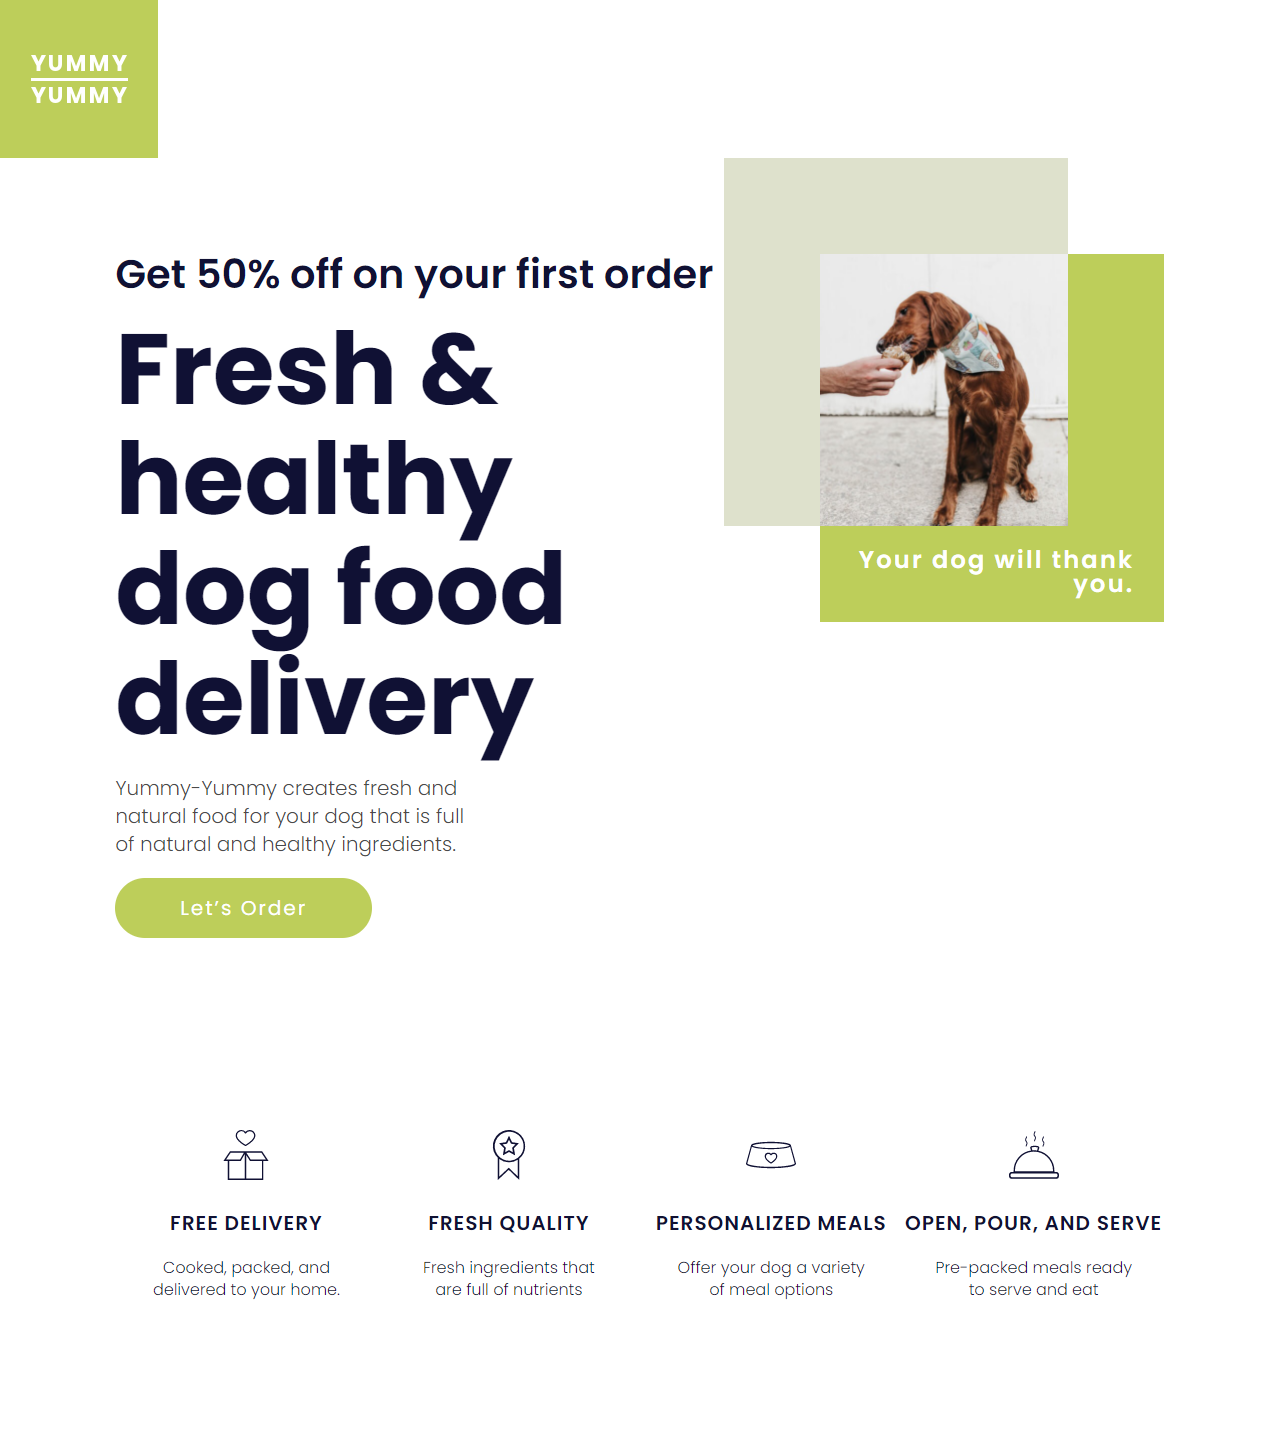 YUMMY
YUMMY
Get 50% off on your first order
Fresh &
healthy
dog food
delivery
Your dog will thank
you.
Yummy-Yummy creates fresh and
natural food for your dog that is full
of natural and healthy ingredients.
Let’s Order
FREE DELIVERY
Cooked, packed, and
delivered to your home.
FRESH QUALITY
Fresh ingredients that
are full of nutrients
PERSONALIZED MEALS
Offer your dog a variety
of meal options
OPEN, POUR, AND SERVE
Pre-packed meals ready
to serve and eat